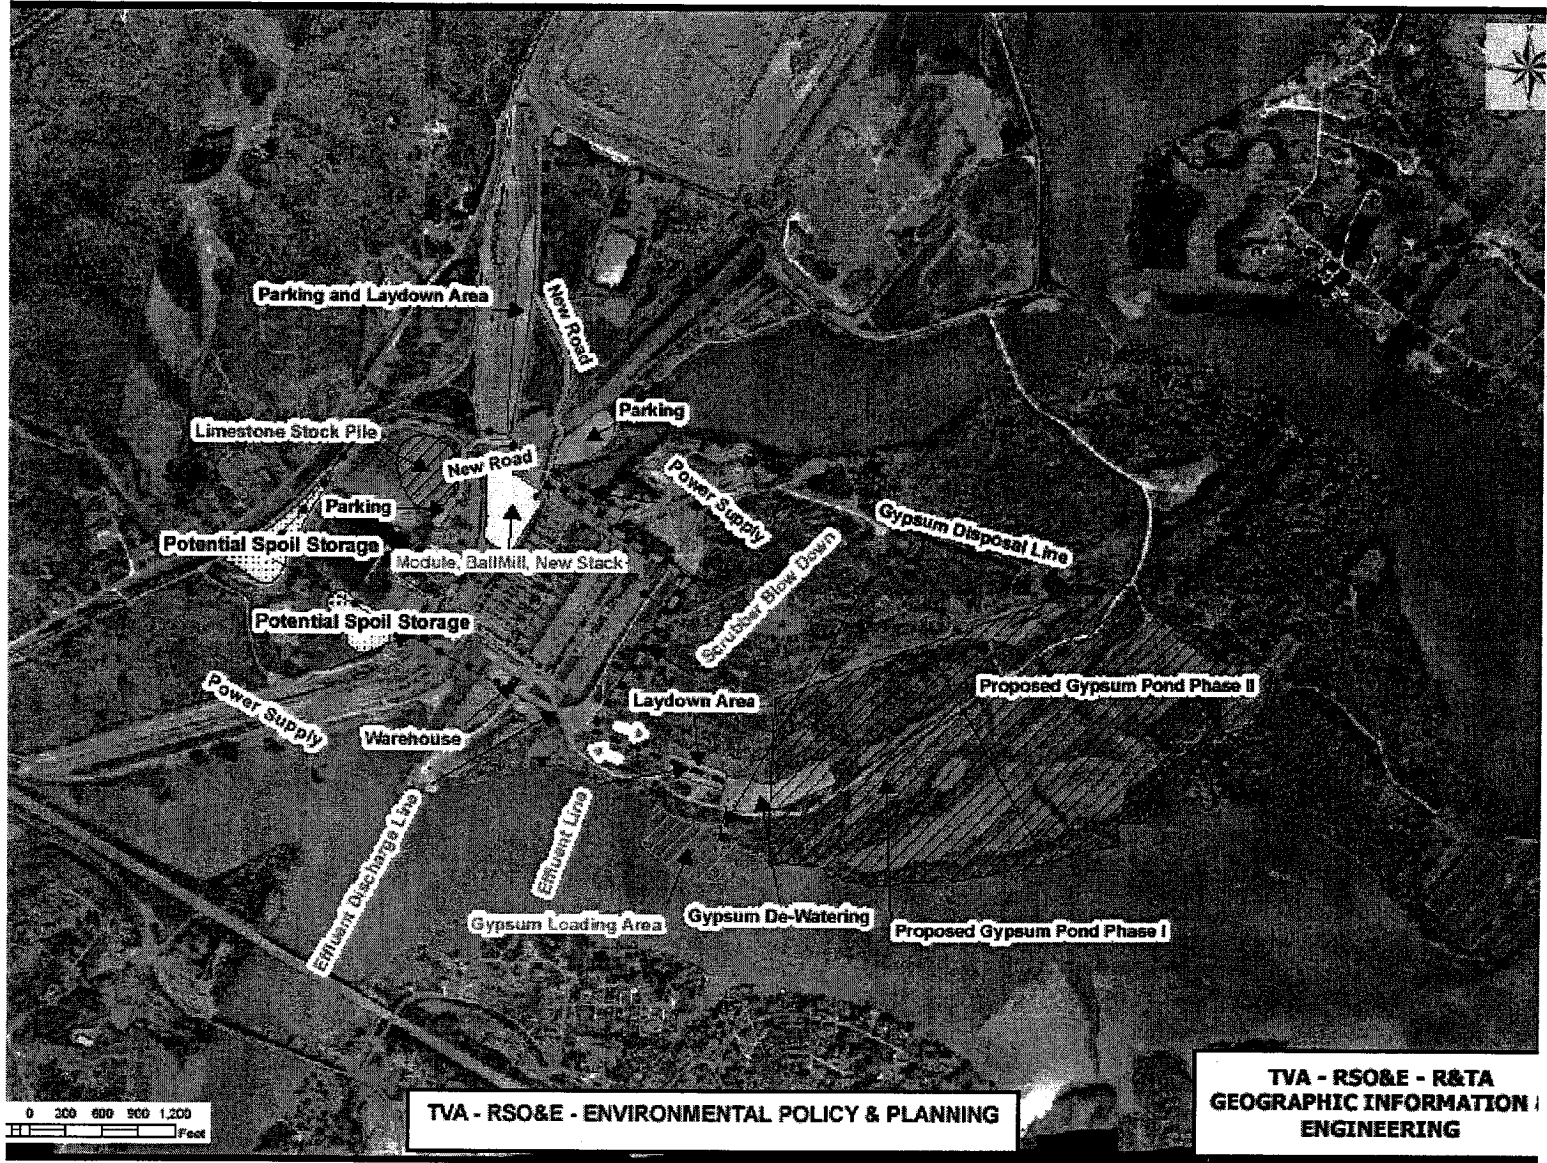 Parking and Laydown Area
New Road
Parking
Limestone Stock Pile
New Road
Power Supply
Parking
Gypsum Disposal Line
Potential Spoil Storage
Module, BallMill, New Stack
Scrubber Blow Down
Potential Spoil Storage
Power Supply
Laydown Area
Proposed Gypsum Pond Phase II
Warehouse
Effluent Discharge Line
Effluent Line
Gypsum Loading Area
Gypsum De-Watering
Proposed Gypsum Pond Phase I
0 300 600 900 1,200
Feet
TVA - RSO&E - ENVIRONMENTAL POLICY & PLANNING
TVA - RSO&E - R&TA
GEOGRAPHIC INFORMATION
ENGINEERING